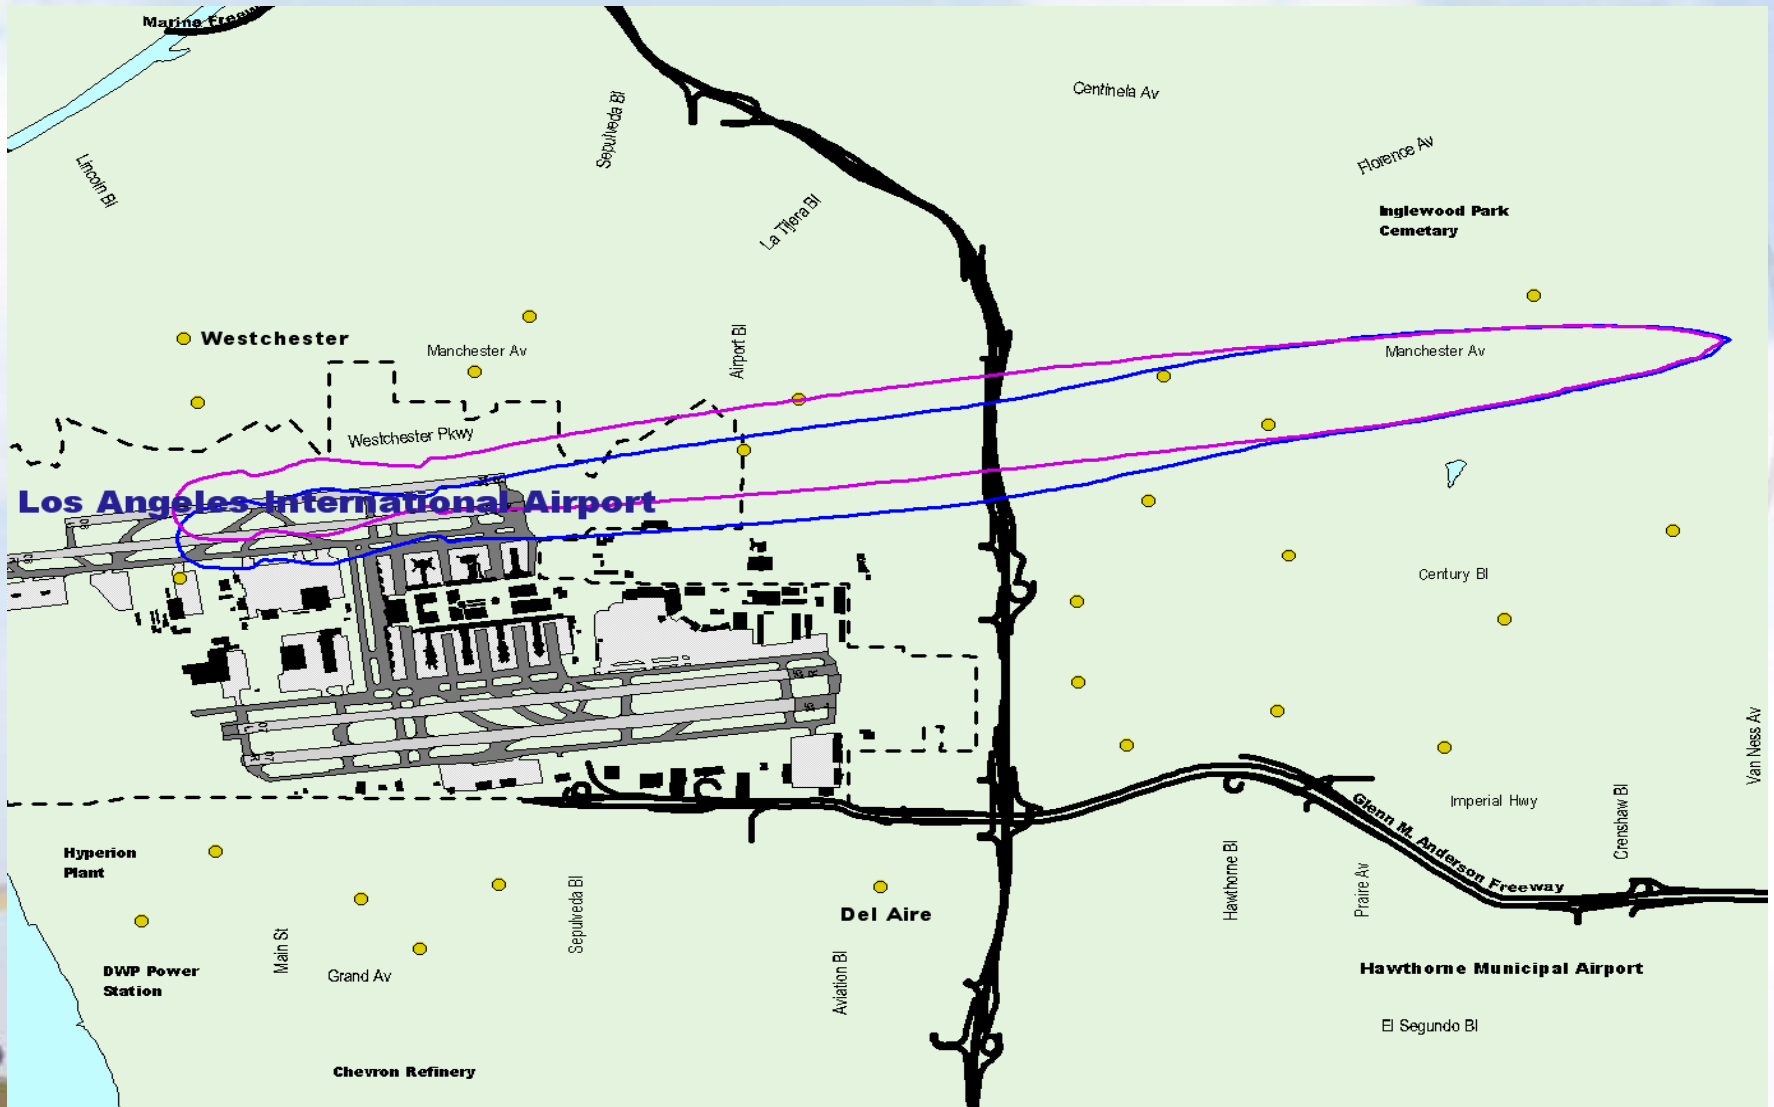 Marina Freew
Centinela Av
Sepulveda Bl
Florence Av
Lincoln Bl
La Tijera Bl
Inglewood Park
Cemetary
Westchester
Manchester Av
Airport Bl
Manchester Av
Westchester Pkwy
Los Angeles International Airport
Century Bl
Van Ness Av
Imperial Hwy
Glenn M. Anderson Freeway
Crenshaw Bl
Hyperion
Plant
Hawthorne Bl
Praire Av
Sepulveda Bl
Del Aire
Main St
DWP Power
Station
Grand Av
Aviation Bl
Hawthorne Municipal Airport
El Segundo Bl
Chevron Refinery